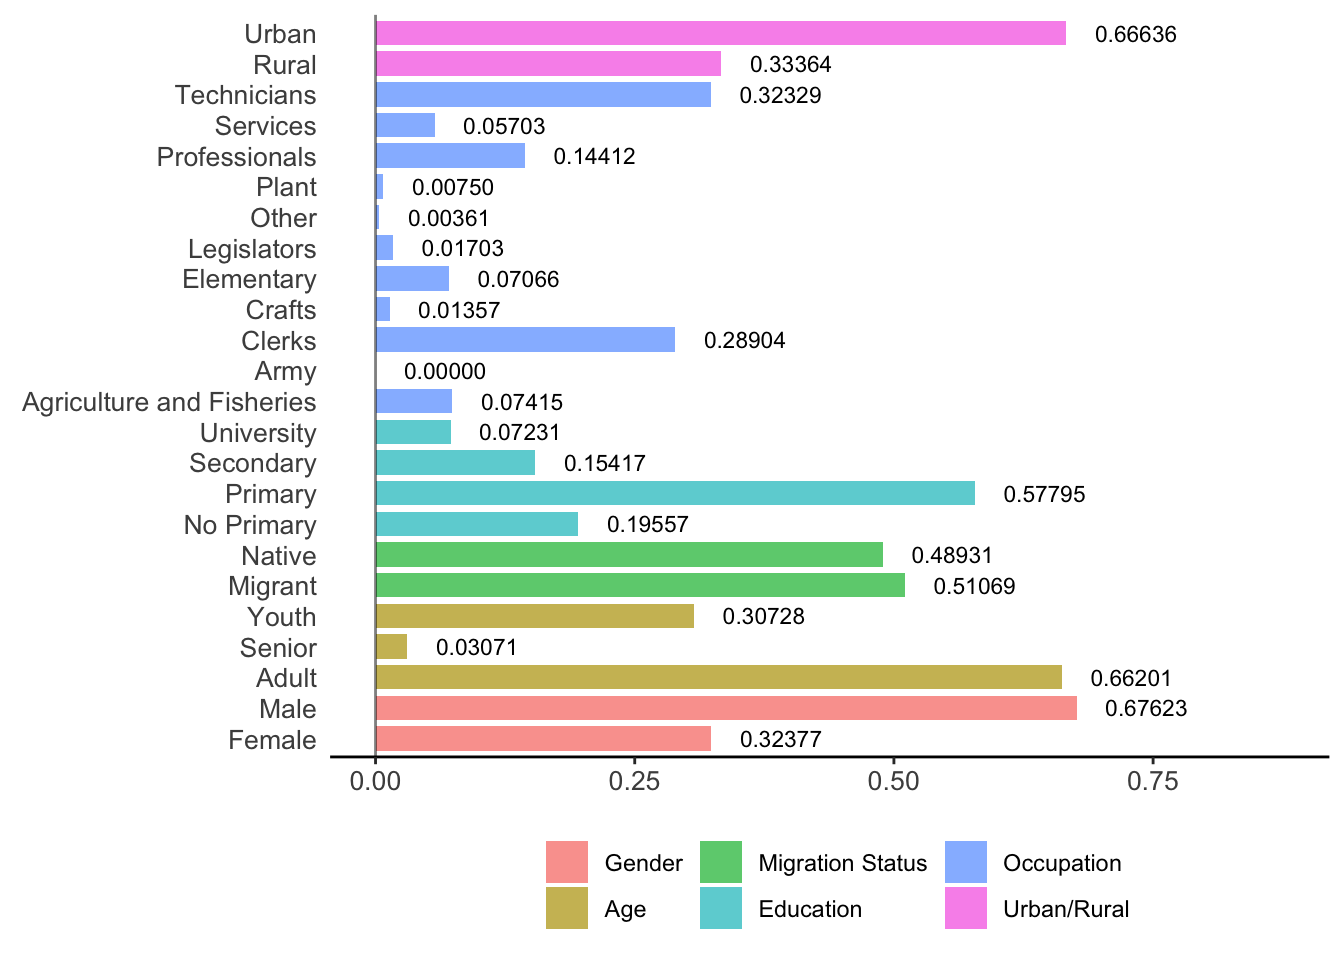 Urban 0.66636
Rural 0.33364
Technicians 0.32329
Services 0.05703
Professionals 0.14412
Plant 0.00750
Other 0.00361
Legislators 0.01703
Elementary 0.07066
Crafts 0.01357
Clerks 0.28904
Army 0.00000
Agriculture and Fisheries 0.07415
University 0.07231
Secondary 0.15417
Primary 0.57795
No Primary 0.19557
Native 0.48931
Migrant 0.51069
Youth 0.30728
Senior 0.03071
Adult 0.66201
Male 0.67623
Female 0.32377
0.00 0.25 0.50 0.75
Gender Migration Status Occupation
Age Education Urban/Rural